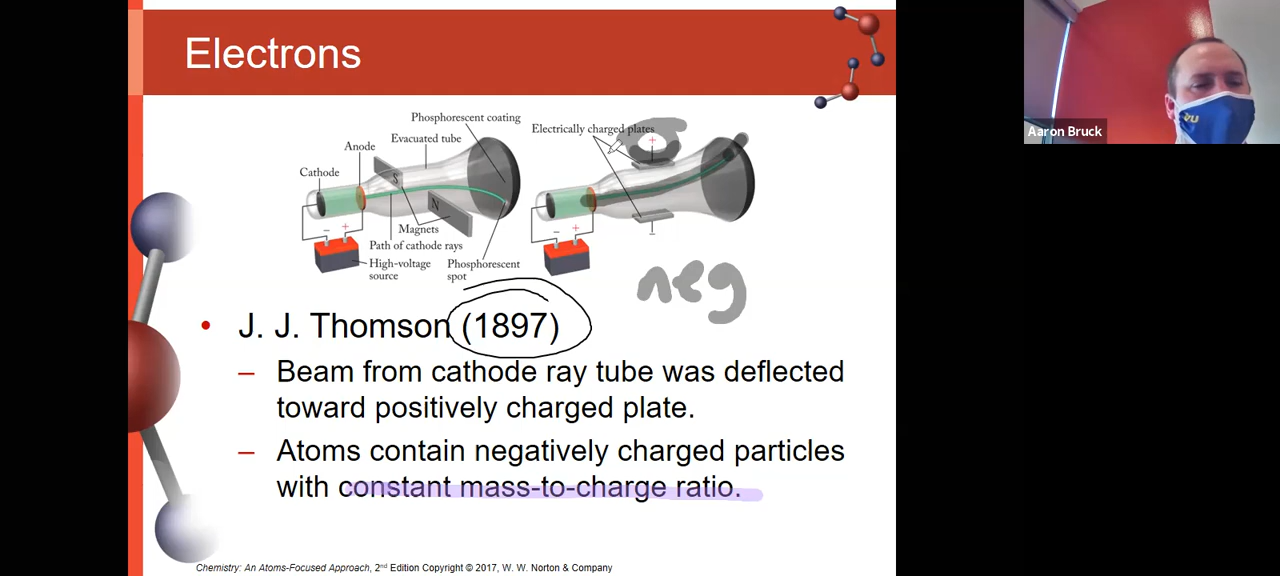 Electrons
Phosphorescent coating
Evacuated tube
Anode
Cathode
S
N
Magnets
- +
Path of cathode rays
High-voltage
source
Phosphorescent
spot
Electrically charged plates
+
–
- +
neg
• J. J. Thomson (1897)
– Beam from cathode ray tube was deflected
toward positively charged plate.
– Atoms contain negatively charged particles
with constant mass-to-charge ratio.
Chemistry: An Atoms-Focused Approach, 2nd Edition Copyright © 2017, W. W. Norton & Company
Aaron Bruck
VU